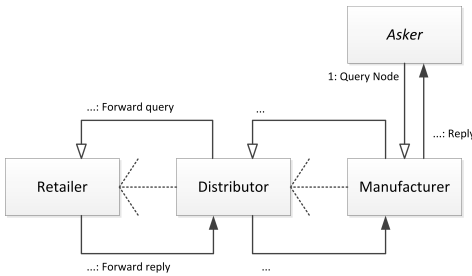 Asker
1: Query Node
...: Forward query
...
...: Reply
Retailer
Distributor
Manufacturer
...: Forward reply
...